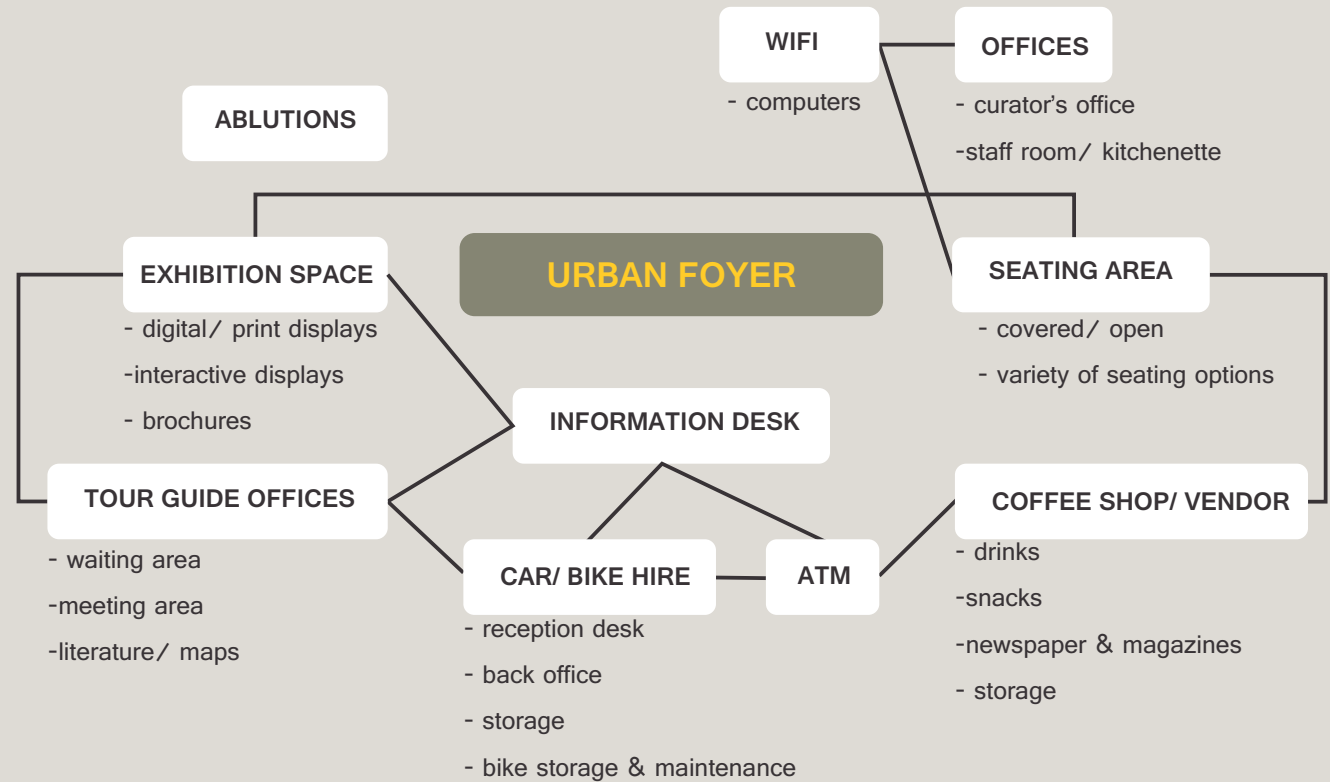 WIFI
- computers
OFFICES
- curator's office
-staff room/ kitchenette
ABLUTIONS
EXHIBITION SPACE
- digital/ print displays
-interactive displays
- brochures
URBAN FOYER
SEATING AREA
- covered/ open
- variety of seating options
INFORMATION DESK
TOUR GUIDE OFFICES
- waiting area
-meeting area
-literature/ maps
CAR/ BIKE HIRE
- reception desk
- back office
- storage
- bike storage & maintenance
ATM
COFFEE SHOP/ VENDOR
- drinks
-snacks
-newspaper & magazines
- storage